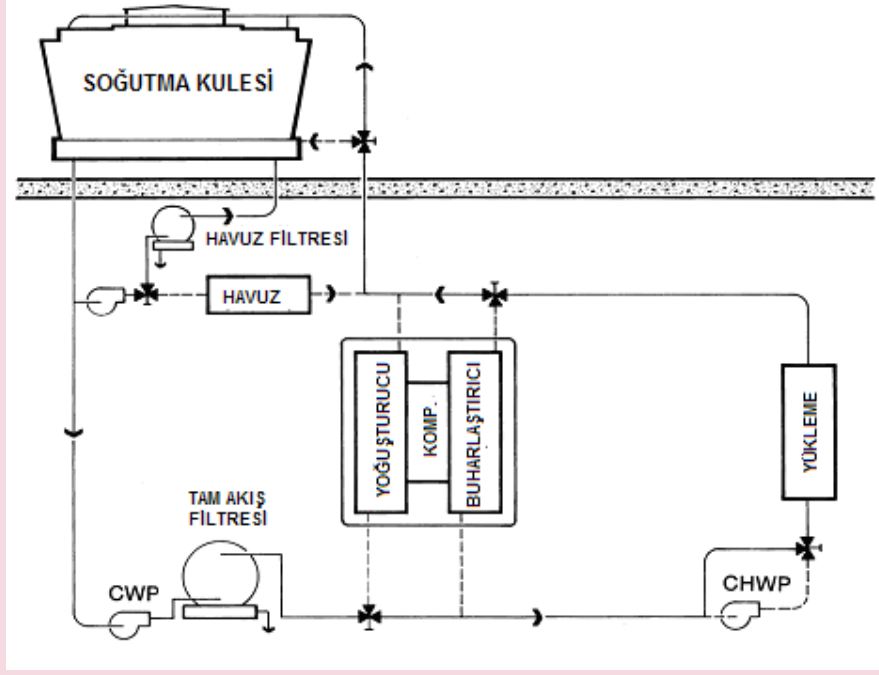 SOĞUTMA KULESİ
HAVUZ FİLTRESİ
HAVUZ
YOĞUŞTURUCU
KOMP.
BUHARLAŞTIRICI
YÜKLEME
TAM AKIŞ
FİLTRESİ
CWP
CHWP